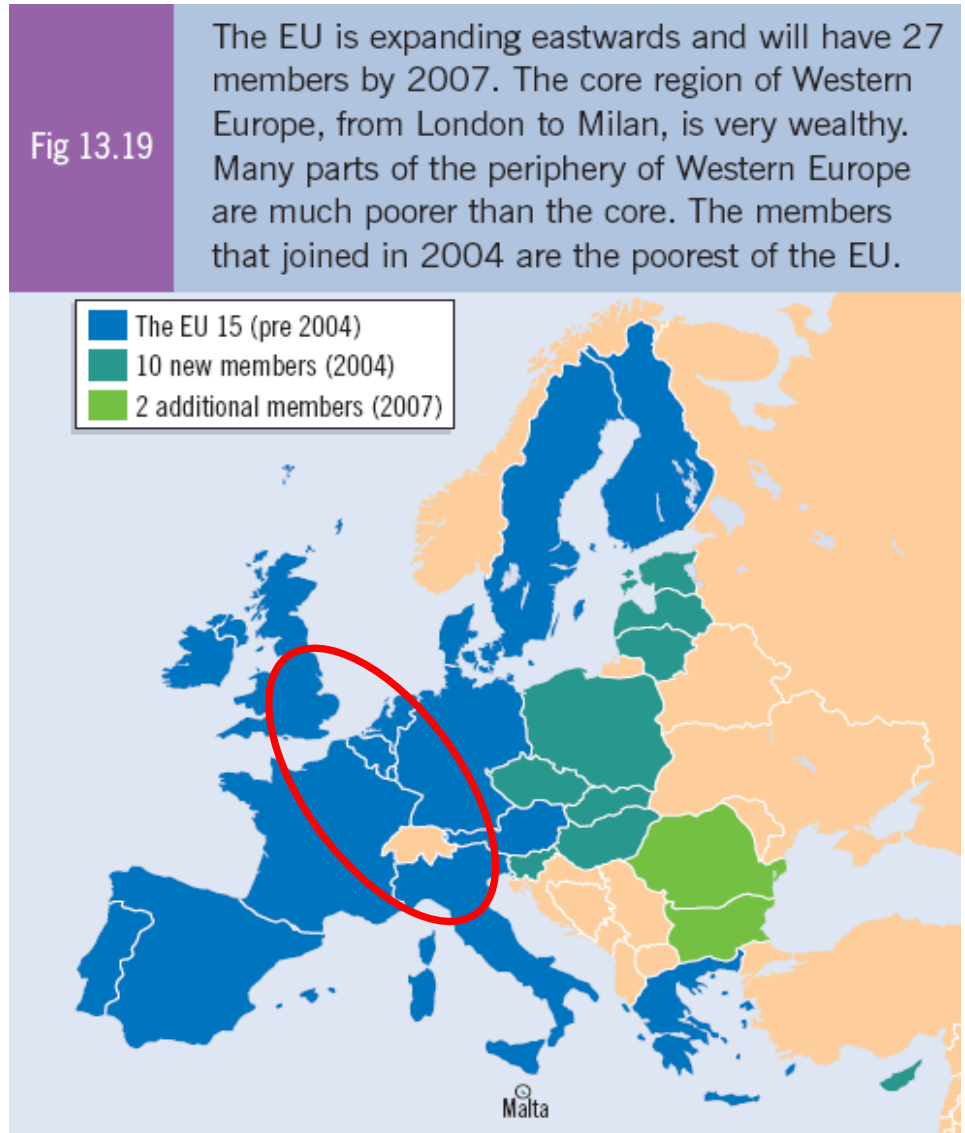 Fig 13.19
The EU is expanding eastwards and will have 27
members by 2007. The core region of Western
Europe, from London to Milan, is very wealthy.
Many parts of the periphery of Western Europe
are much poorer than the core. The members
that joined in 2004 are the poorest of the EU.
The EU 15 (pre 2004)
10 new members (2004)
2 additional members (2007)
Malta